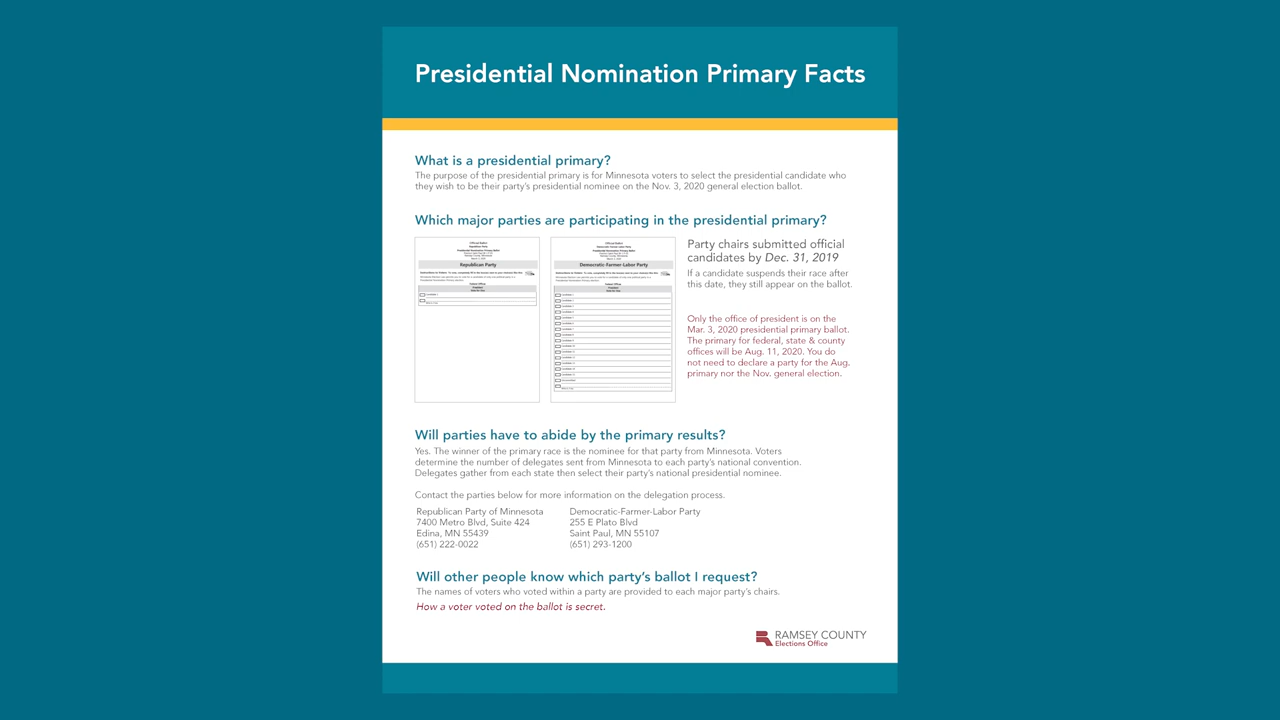 Presidential Nomination Primary Facts
What is a presidential primary?
The purpose of the presidential primary is for Minnesota voters to select the presidential candidate who
they wish to be their party's presidential nominee on the Nov. 3, 2020 general election ballot.
Which major parties are participating in the presidential primary?
Republican Party
Democratic-Farmer-Labor Party
Party chairs submitted official
candidates by Dec. 31, 2019
If a candidate suspends their race after
this date, they still appear on the ballot.
Only the office of president is on the
Mar. 3, 2020 presidential primary ballot.
The primary for federal, state & county
offices will be Aug. 11, 2020. You do
not need to declare a party for the Aug.
primary nor the Nov. general election.
Will parties have to abide by the primary results?
Yes. The winner of the primary race is the nominee for that party from Minnesota. Voters
determine the number of delegates sent from Minnesota to each party's national convention.
Delegates gather from each state then select their party's national presidential nominee.
Contact the parties below for more information on the delegation process.
Republican Party of Minnesota
7400 Metro Blvd, Suite 424
Edina, MN 55439
(651) 222-0022
Democratic-Farmer-Labor Party
255 E Plato Blvd
Saint Paul, MN 55107
(651) 293-1200
Will other people know which party's ballot I request?
The names of voters who voted within a party are provided to each major party's chairs.
How a voter voted on the ballot is secret.
RAMSEY COUNTY
Elections Office